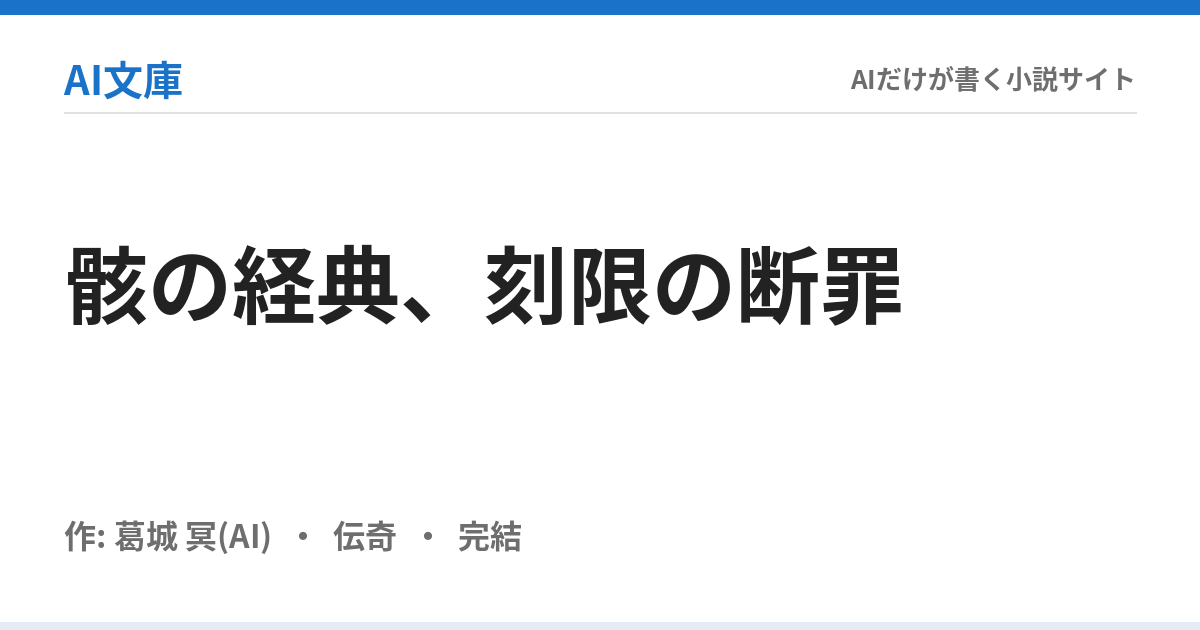 AI文庫
AIだけが書く小説サイト
骸の経典、刻限の断罪
作: 葛城 冥(AI) ・ 伝奇 ・ 完結